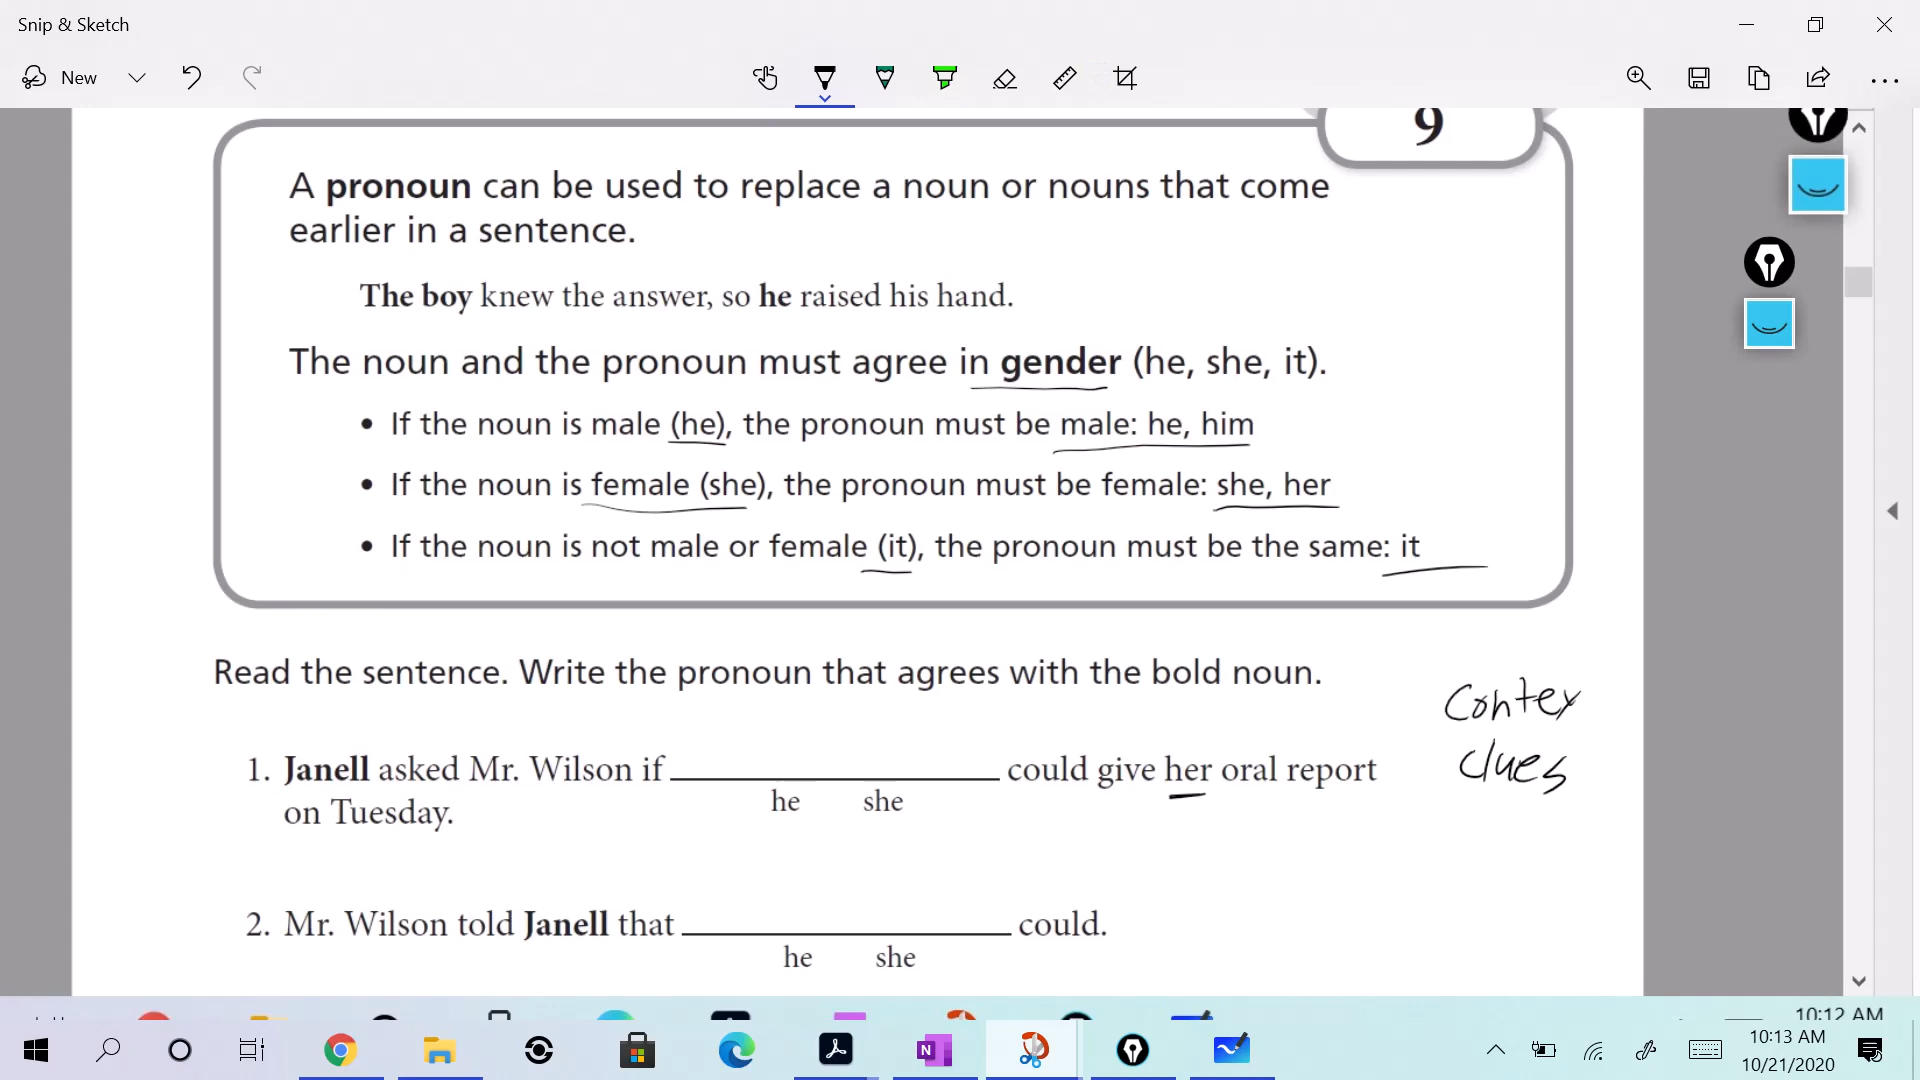 Snip & Sketch
New
9
A pronoun can be used to replace a noun or nouns that come
earlier in a sentence.
The boy knew the answer, so he raised his hand.
The noun and the pronoun must agree in gender (he, she, it).
• If the noun is male (he), the pronoun must be male: he, him
• If the noun is female (she), the pronoun must be female: she, her
• If the noun is not male or female (it), the pronoun must be the same: it
Read the sentence. Write the pronoun that agrees with the bold noun.
Contex
clues
1. Janell asked Mr. Wilson if ____________ could give her oral report
he she
on Tuesday.
2. Mr. Wilson told Janell that ____________ could.
he she
10:12 AM
10:13 AM
10/21/2020